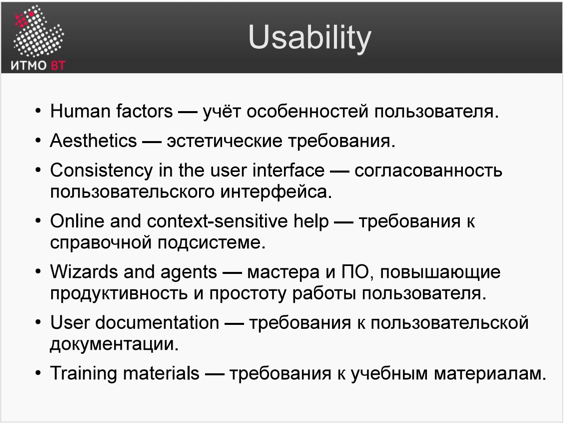 Usability
ИТМО ВТ
• Human factors — учёт особенностей пользователя.
• Aesthetics — эстетические требования.
• Consistency in the user interface — согласованность
пользовательского интерфейса.
• Online and context-sensitive help — требования к
справочной подсистеме.
• Wizards and agents — мастера и ПО, повышающие
продуктивность и простоту работы пользователя.
• User documentation — требования к пользовательской
документации.
• Training materials — требования к учебным материалам.